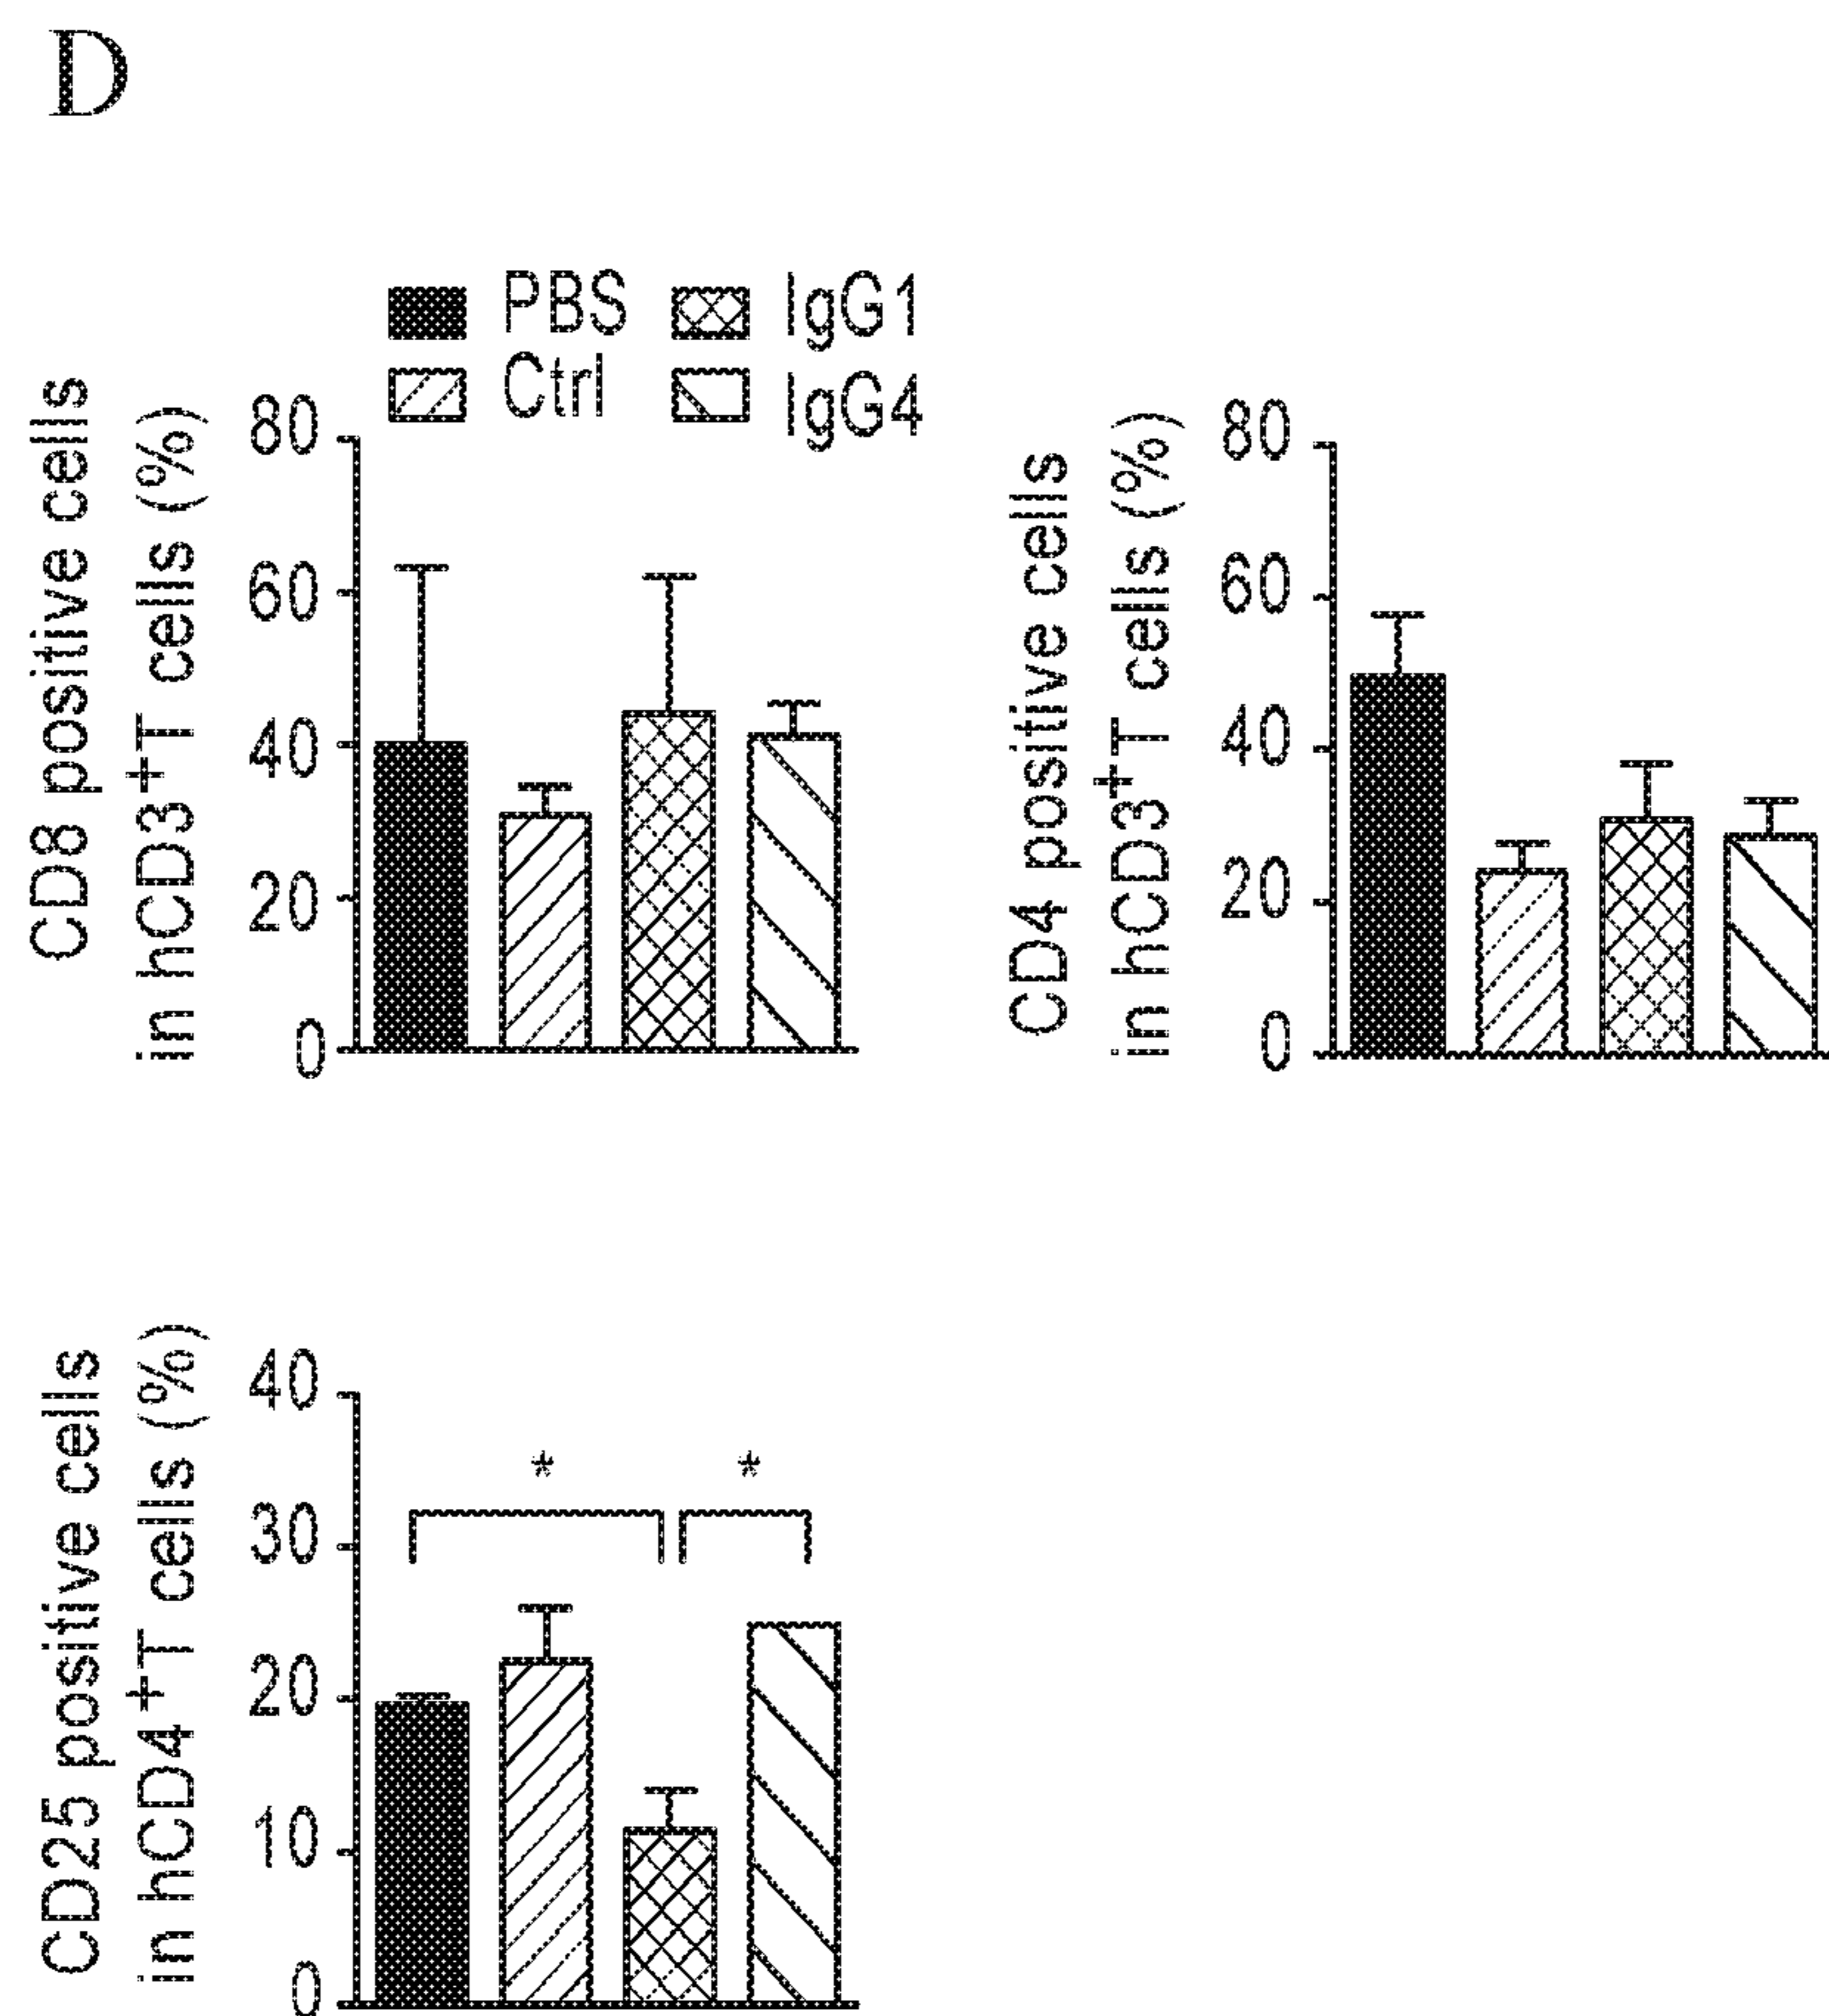 D
PBS IgG1
Ctrl IgG4
CD8 positive cells
in hCD3+T cells (%)
80
60
40
20
0
CD4 positive cells
in hCD3+T cells (%)
80
60
40
20
0
CD25 positive cells
in hCD4+T cells (%)
40
30
20
10
0
* *